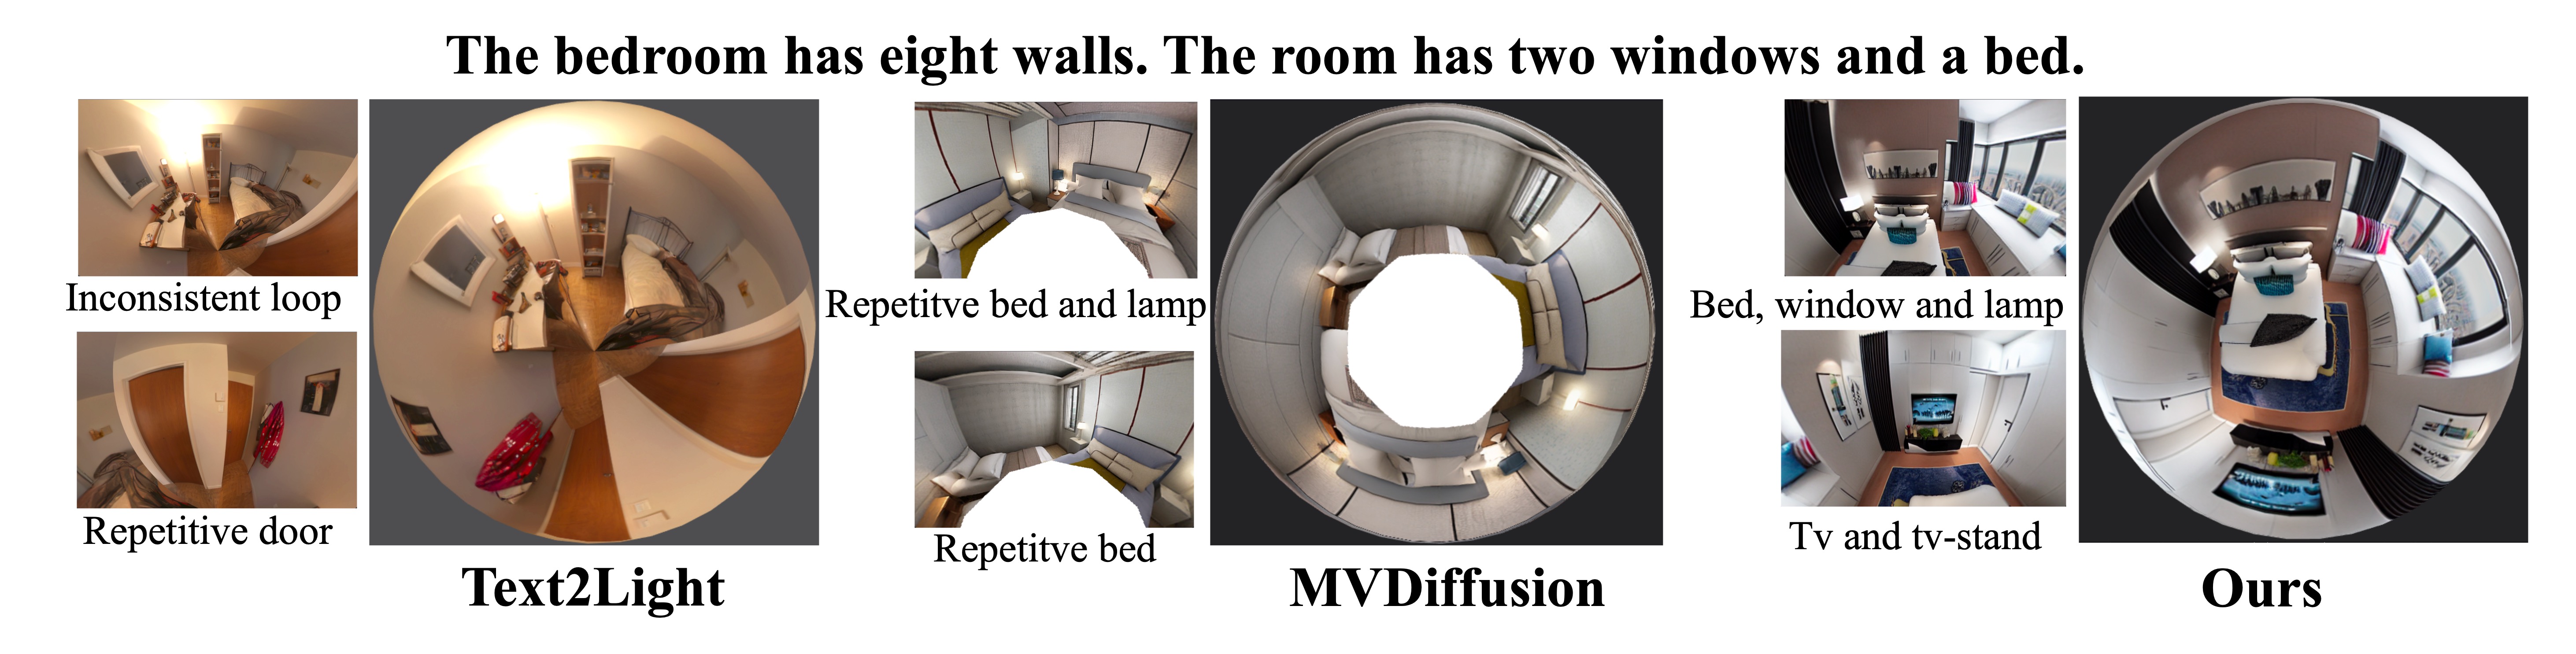 The bedroom has eight walls. The room has two windows and a bed.
Inconsistent loop
Repetitive door
Text2Light
Repetitve bed and lamp
Repetitve bed
MVDiffusion
Bed, window and lamp
Tv and tv-stand
Ours